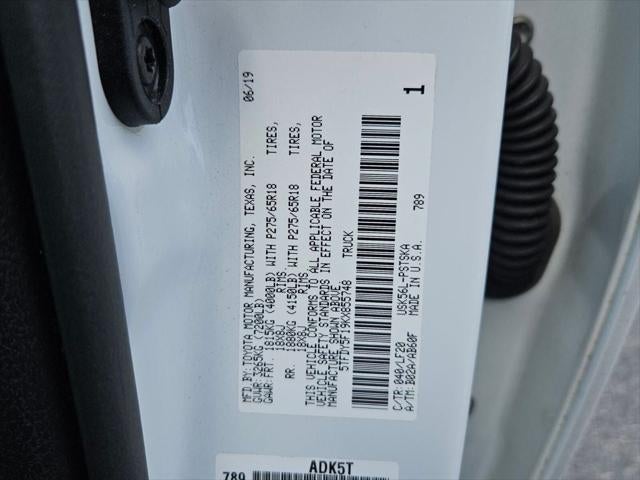 MFD.BY:TOYOTA MOTOR MANUFACTURING, TEXAS, INC. 06/19
GVWR: 3265KG (7200LB)
GAWR:FRT. 1815KG (4000LB) WITH P275/65R18 TIRES,
18X8J RIMS,
RR. 1880KG (4150LB) WITH P275/65R18 TIRES,
18X8J RIMS,
THIS VEHICLE CONFORMS TO ALL APPLICABLE FEDERAL MOTOR
VEHICLE SAFETY STANDARDS IN EFFECT ON THE DATE OF
MANUFACTURE SHOWN ABOVE.
5TFDY5F19KX855748 TRUCK
C/TR: 040/LF20 USK56L-PSTSKA 789
A/TM: B02A/AB60F MADE IN U.S.A.
1
789 ADK5T